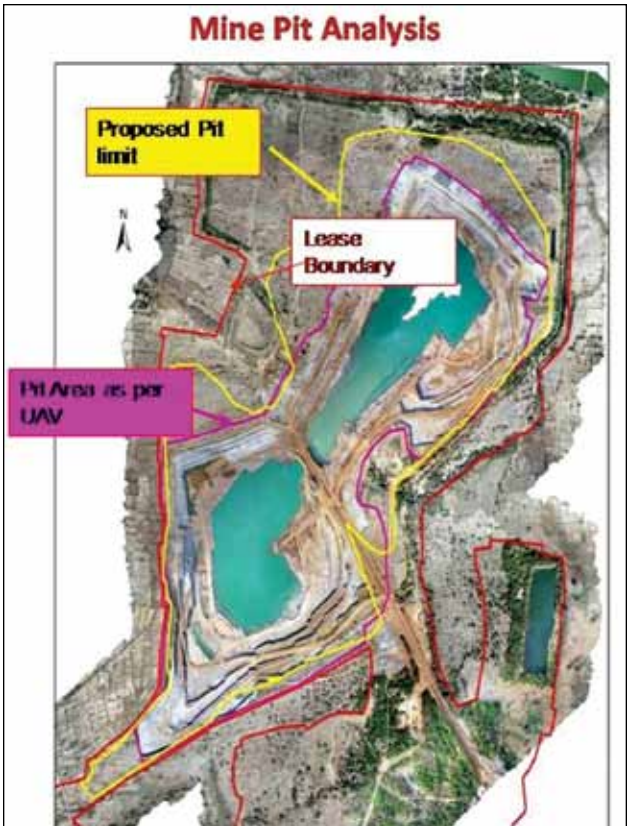 Mine Pit Analysis
Proposed Pit
limit
N
Lease
Boundary
Pit Area as per
UAV